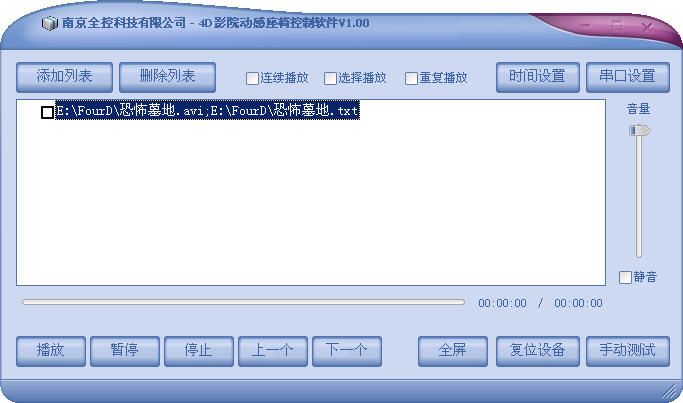 南京全控科技有限公司 - 4D影院动感座椅控制软件V1.00
添加列表 删除列表 连续播放 选择播放 重复播放 时间设置 串口设置
E:\FourD\恐怖墓地.avi;E:\FourD\恐怖墓地.txt
音量
静音
00:00:00 / 00:00:00
播放 暂停 停止 上一个 下一个 全屏 复位设备 手动测试